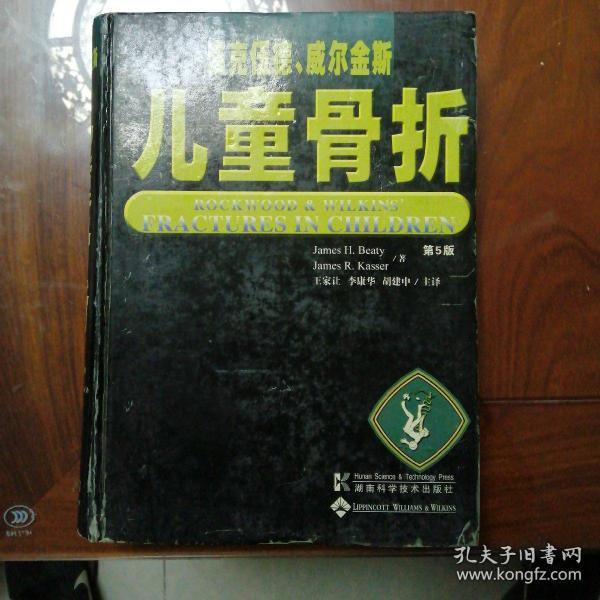 洛克伍德、威尔金斯
儿童骨折
ROCKWOOD & WILKINS'
FRACTURES IN CHILDREN
James H. Beaty
James R. Kasser
/著
第5版
王家让 李康华 胡建中/主译
Hunan Science & Technology Press
湖南科学技术出版社
LIPPINCOTT WILLIAMS & WILKINS
孔夫子旧书网
www.kongfz.com